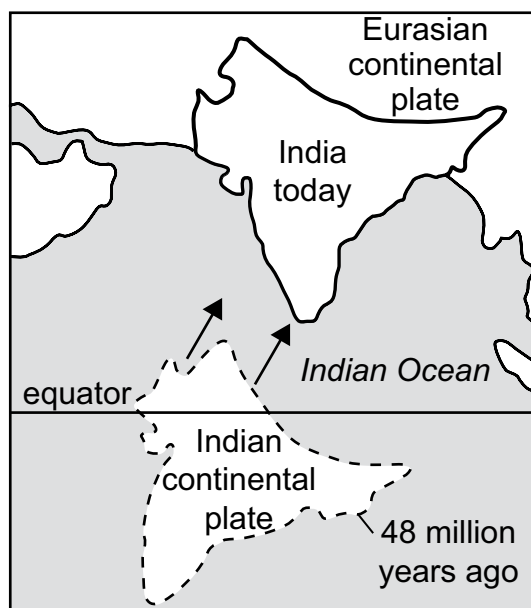 Eurasian
continental
plate
India
today
Indian Ocean
equator
Indian
continental
plate
48 million
years ago